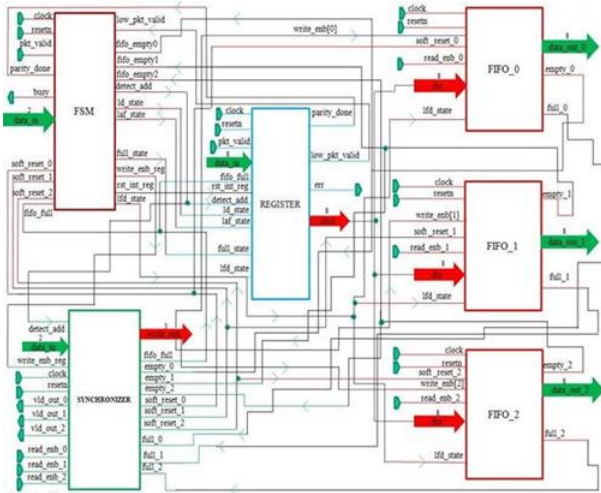 clock
resetn
pkt_valid
parity_done
busy
2
data_in
soft_reset_0
soft_reset_1
soft_reset_2
fifo_full
FSM
low_pkt_valid
fifo_empty0
fifo_empty1
fifo_empty2
detect_add
ld_state
laf_state
full_state
write_enb_reg
rst_int_reg
lfd_state
clock
resetn
pkt_valid
8
data_in
fifo_full
rst_int_reg
detect_add
ld_state
laf_state
full_state
lfd_state
REGISTER
parity_done
low_pkt_valid
err
8
detect_add
2
data_in
write_enb_reg
clock
resetn
vld_out_0
vld_out_1
vld_out_2
read_enb_0
read_enb_1
read_enb_2
SYNCHRONIZER
3
fifo_full
empty_0
empty_1
empty_2
soft_reset_0
soft_reset_1
soft_reset_2
full_0
full_1
full_2
clock
resetn
write_enb[0]
soft_reset_0
read_enb_0
8
lfd_state
FIFO_0
8
data_out_0
empty_0
full_0
clock
resetn
write_enb[1]
soft_reset_1
read_enb_1
8
lfd_state
FIFO_1
empty_1
8
data_out_1
full_1
clock
resetn
soft_reset_2
write_enb[2]
read_enb_2
8
lfd_state
FIFO_2
empty_2
8
data_out_2
full_2